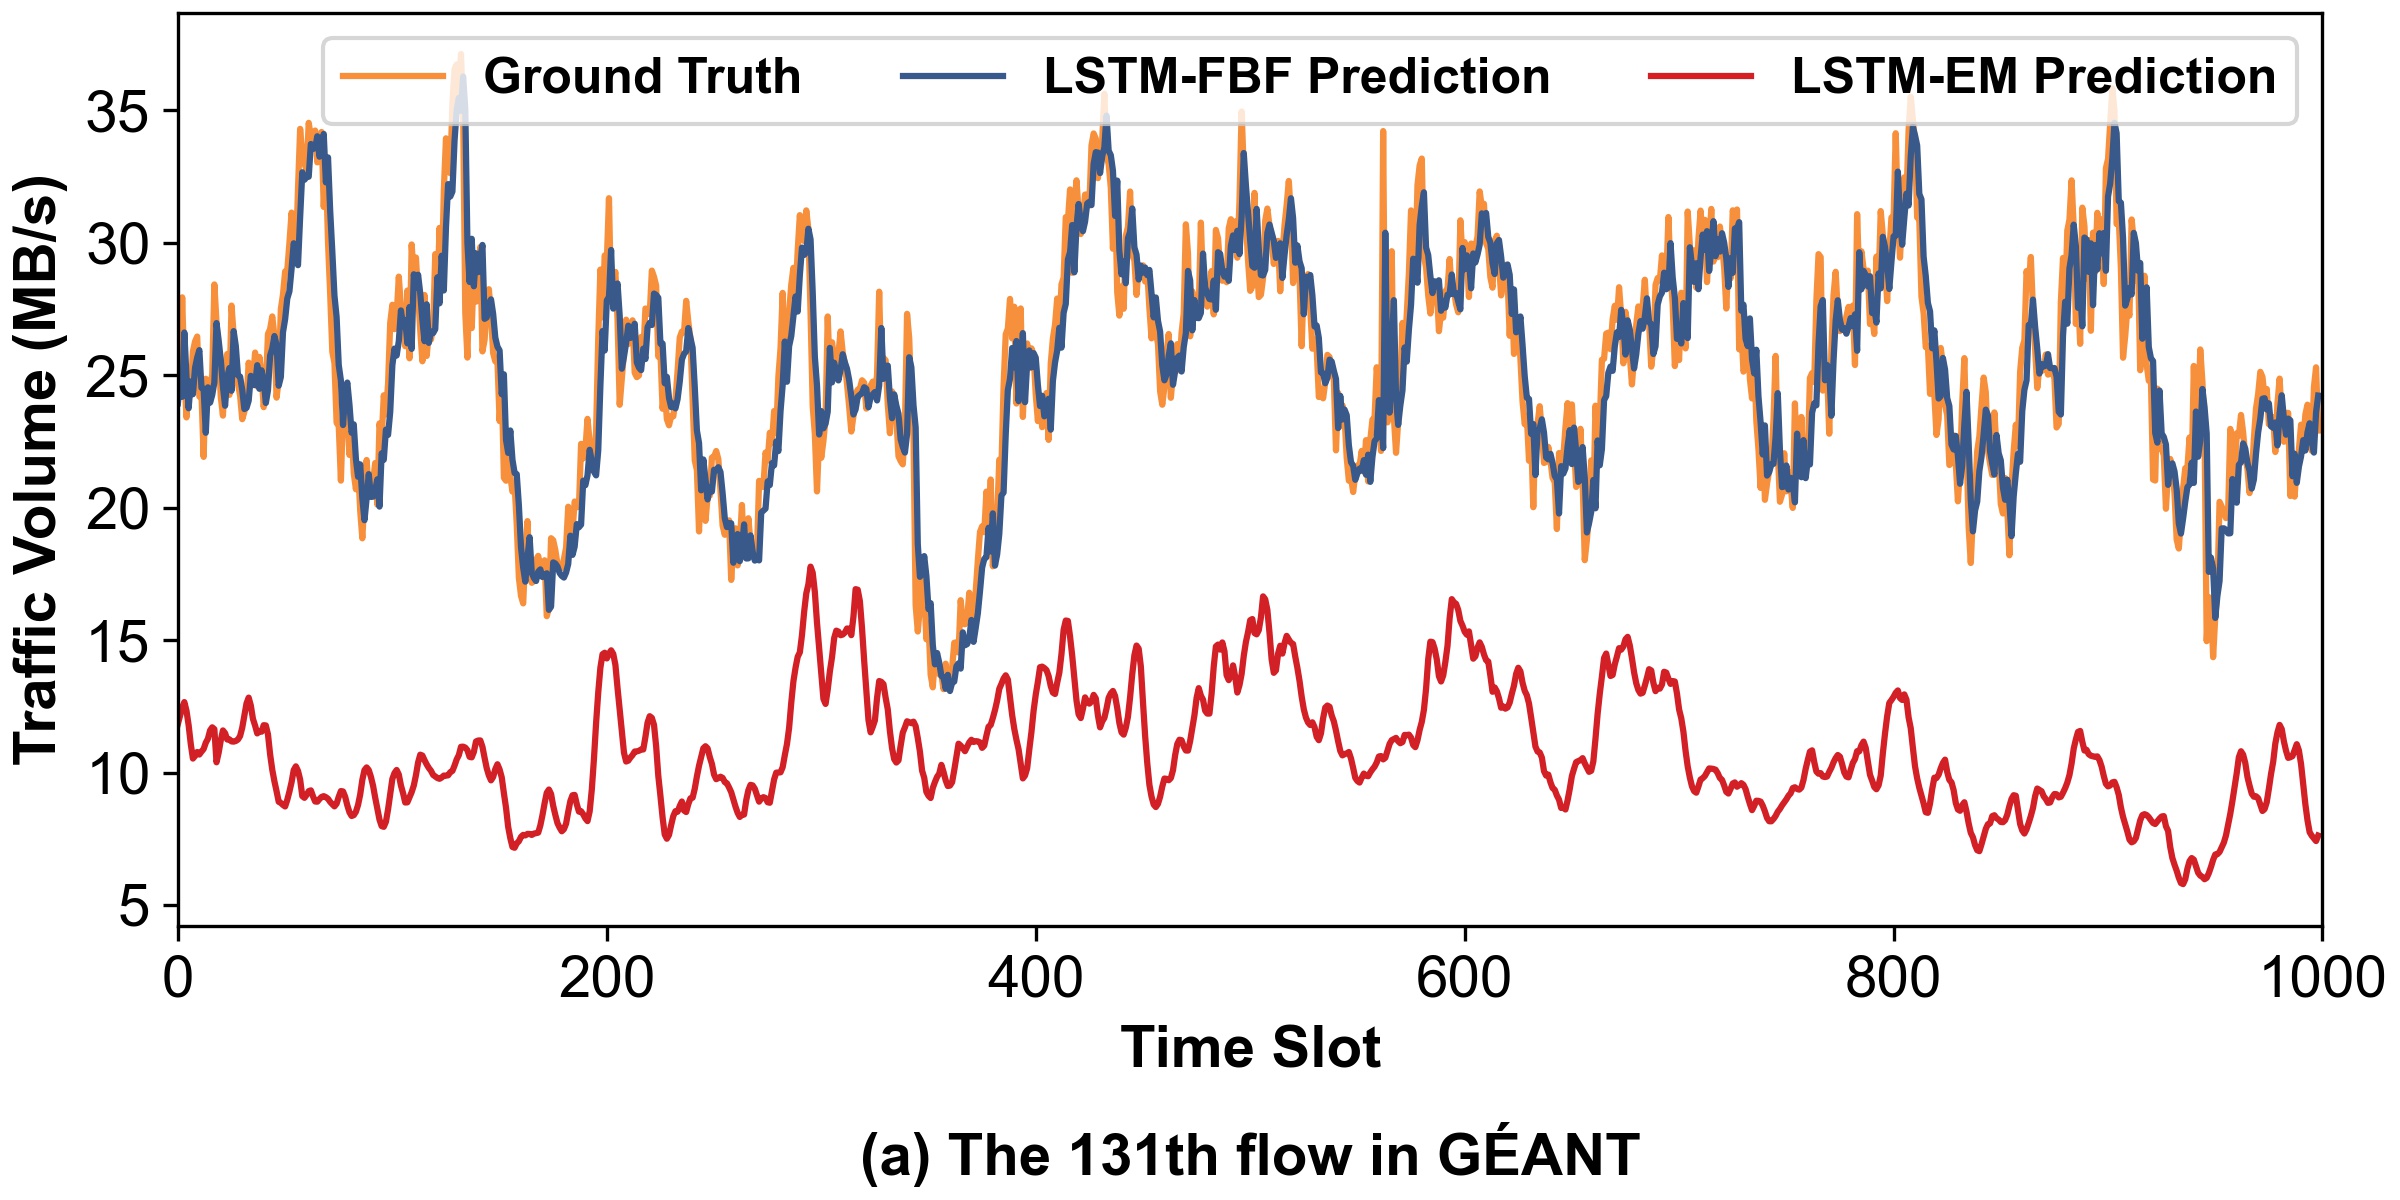 Ground Truth LSTM-FBF Prediction LSTM-EM Prediction
Traffic Volume (MB/s)
35
30
25
20
15
10
5
0 200 400 600 800 1000
Time Slot
(a) The 131th flow in GÉANT